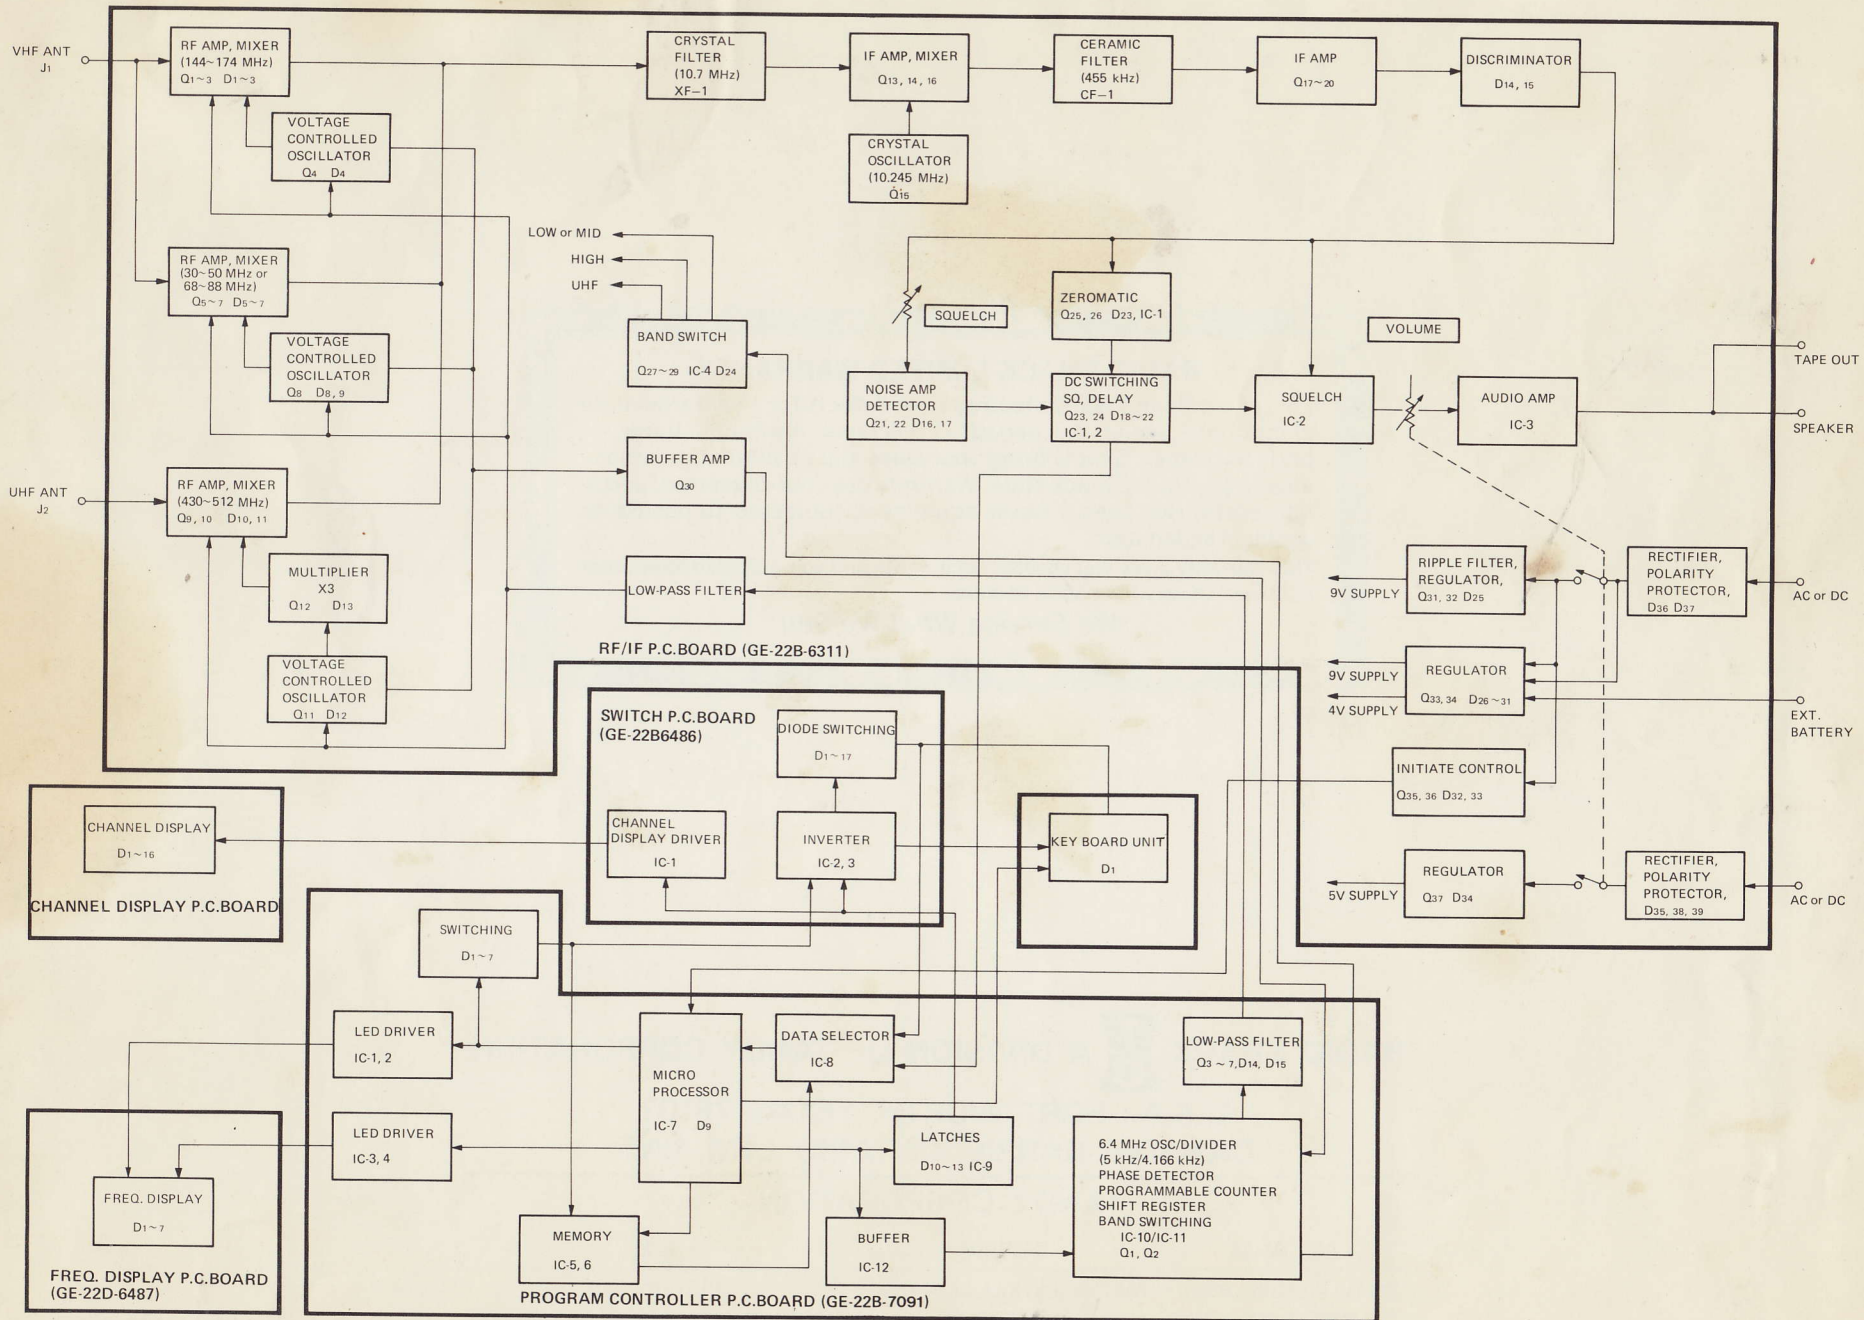 VHF ANT
J1
RF AMP, MIXER
(144~174 MHz)
Q1~3 D1~3
VOLTAGE
CONTROLLED
OSCILLATOR
Q4 D4
CRYSTAL
FILTER
(10.7 MHz)
XF–1
IF AMP, MIXER
Q13, 14, 16
CRYSTAL
OSCILLATOR
(10.245 MHz)
Q15
CERAMIC
FILTER
(455 kHz)
CF–1
IF AMP
Q17~20
DISCRIMINATOR
D14, 15
RF AMP, MIXER
(30~50 MHz or
68~88 MHz)
Q5~7 D5~7
VOLTAGE
CONTROLLED
OSCILLATOR
Q8 D8, 9
LOW or MID
HIGH
UHF
BAND SWITCH
Q27~29 IC-4 D24
SQUELCH
ZEROMATIC
Q25, 26 D23, IC-1
VOLUME
NOISE AMP
DETECTOR
Q21, 22 D16, 17
DC SWITCHING
SQ, DELAY
Q23, 24 D18~22
IC-1, 2
SQUELCH
IC-2
AUDIO AMP
IC-3
TAPE OUT
SPEAKER
BUFFER AMP
Q30
UHF ANT
J2
RF AMP, MIXER
(430~512 MHz)
Q9, 10 D10, 11
MULTIPLIER
X3
Q12 D13
VOLTAGE
CONTROLLED
OSCILLATOR
Q11 D12
LOW-PASS FILTER
RF/IF P.C.BOARD (GE-22B-6311)
9V SUPPLY
RIPPLE FILTER,
REGULATOR,
Q31, 32 D25
RECTIFIER,
POLARITY
PROTECTOR,
D36 D37
AC or DC
9V SUPPLY
4V SUPPLY
REGULATOR
Q33, 34 D26~31
EXT.
BATTERY
INITIATE CONTROL
Q35, 36 D32, 33
5V SUPPLY
REGULATOR
Q37 D34
RECTIFIER,
POLARITY
PROTECTOR,
D35, 38, 39
AC or DC
SWITCH P.C.BOARD
(GE-22B6486)
DIODE SWITCHING
D1~17
CHANNEL
DISPLAY DRIVER
IC-1
INVERTER
IC-2, 3
KEY BOARD UNIT
D1
CHANNEL DISPLAY
D1~16
CHANNEL DISPLAY P.C.BOARD
SWITCHING
D1~7
LED DRIVER
IC-1, 2
LED DRIVER
IC-3, 4
MICRO
PROCESSOR
IC-7 D9
DATA SELECTOR
IC-8
LATCHES
D10~13 IC-9
LOW-PASS FILTER
Q3~7, D14, D15
6.4 MHz OSC/DIVIDER
(5 kHz/4.166 kHz)
PHASE DETECTOR
PROGRAMMABLE COUNTER
SHIFT REGISTER
BAND SWITCHING
IC-10/IC-11
Q1, Q2
FREQ. DISPLAY
D1~7
FREQ. DISPLAY P.C.BOARD
(GE-22D-6487)
MEMORY
IC-5, 6
BUFFER
IC-12
PROGRAM CONTROLLER P.C.BOARD (GE-22B-7091)